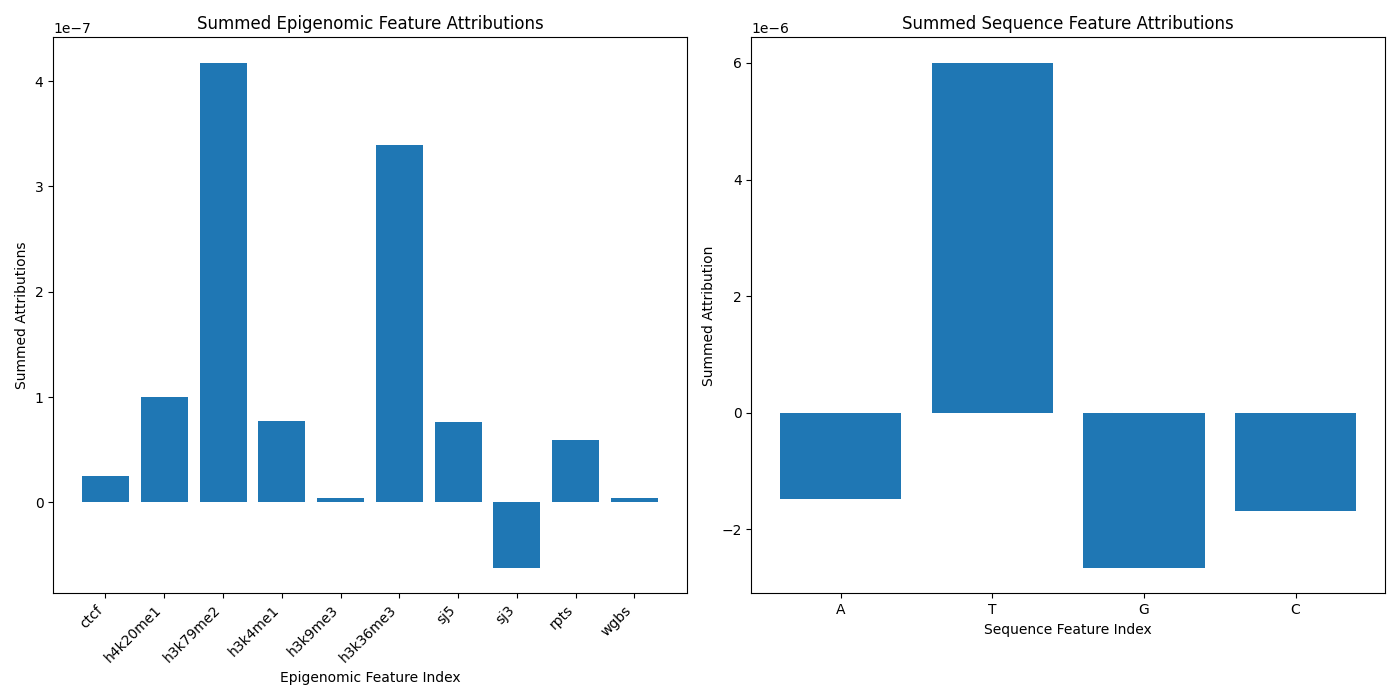 Summed Epigenomic Feature Attributions
1e−7
4
3
2
1
0
Summed Attributions
ctcf
h4k20me1
h3k79me2
h3k4me1
h3k9me3
h3k36me3
sj5
sj3
rpts
wgbs
Epigenomic Feature Index
Summed Sequence Feature Attributions
1e−6
6
4
2
0
−2
Summed Attribution
A
T
G
C
Sequence Feature Index